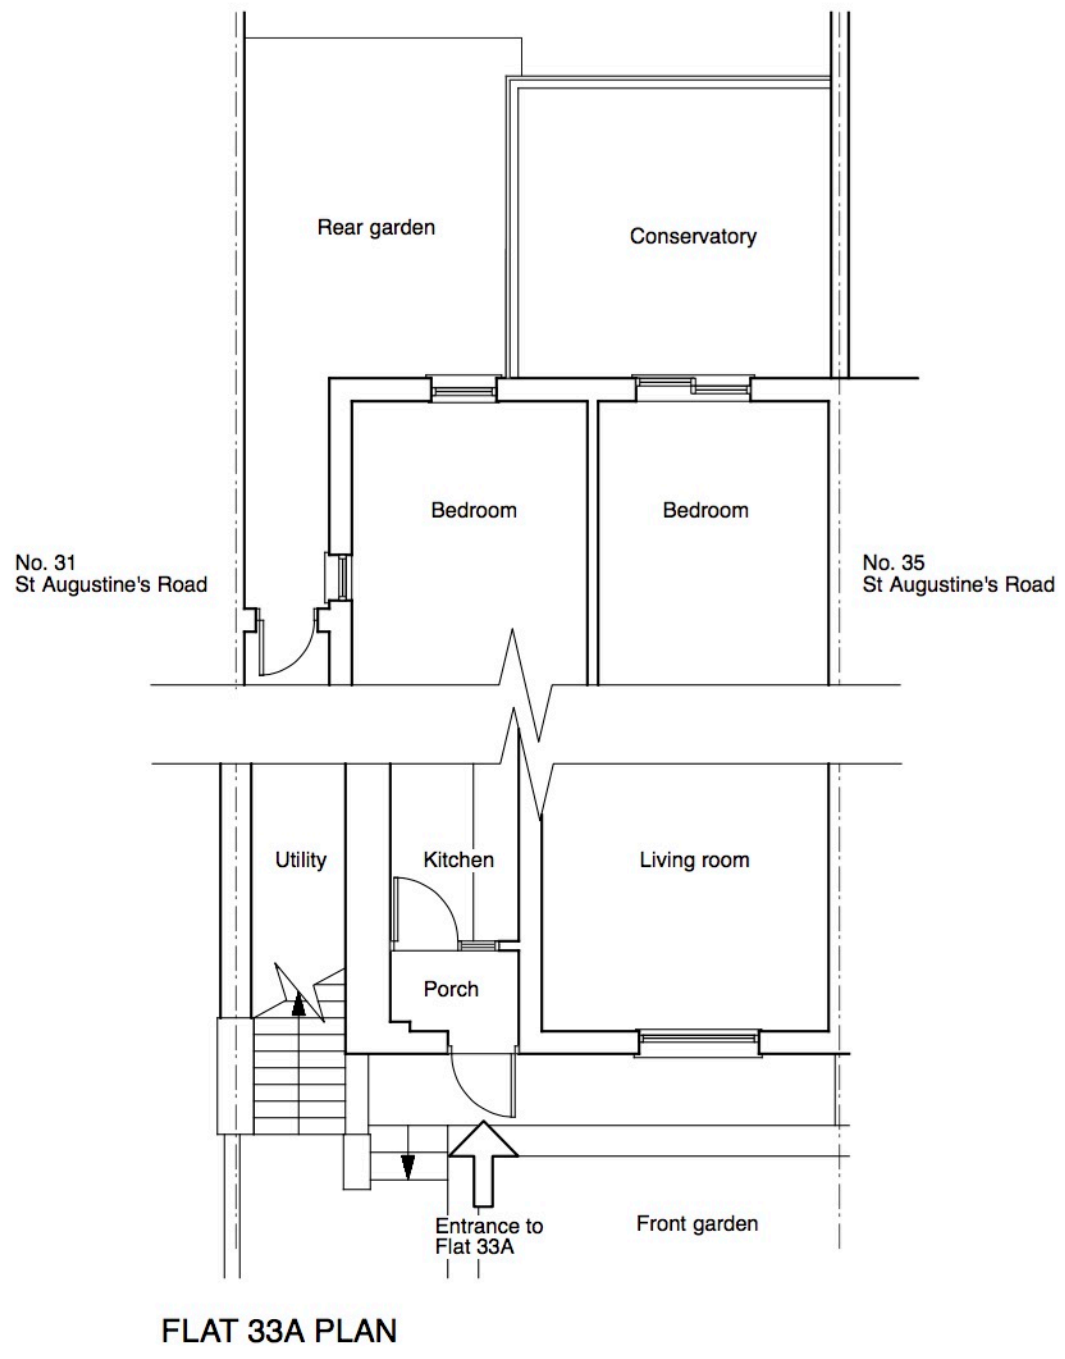 Rear garden
Conservatory
Bedroom
Bedroom
No. 31
St Augustine's Road
No. 35
St Augustine's Road
Utility
Kitchen
Living room
Porch
Entrance to
Flat 33A
Front garden
FLAT 33A PLAN